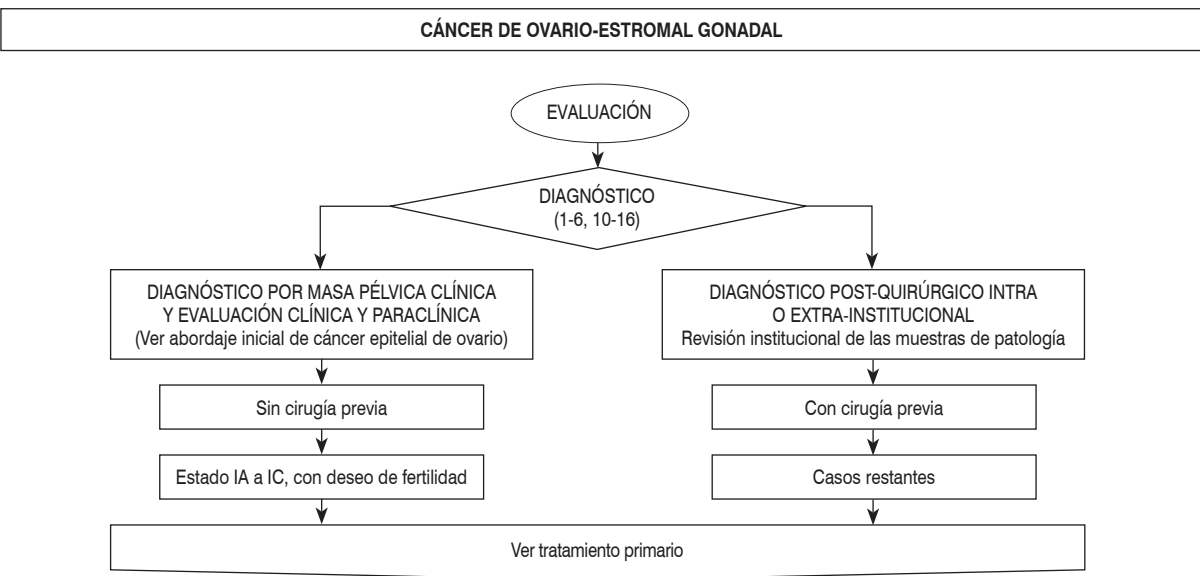 CÁNCER DE OVARIO-ESTROMAL GONADAL
EVALUACIÓN
DIAGNÓSTICO
(1-6, 10-16)
DIAGNÓSTICO POR MASA PÉLVICA CLÍNICA
Y EVALUACIÓN CLÍNICA Y PARACLÍNICA
(Ver abordaje inicial de cáncer epitelial de ovario)
DIAGNÓSTICO POST-QUIRÚRGICO INTRA
O EXTRA-INSTITUCIONAL
Revisión institucional de las muestras de patología
Sin cirugía previa
Con cirugía previa
Estado IA a IC, con deseo de fertilidad
Casos restantes
Ver tratamiento primario